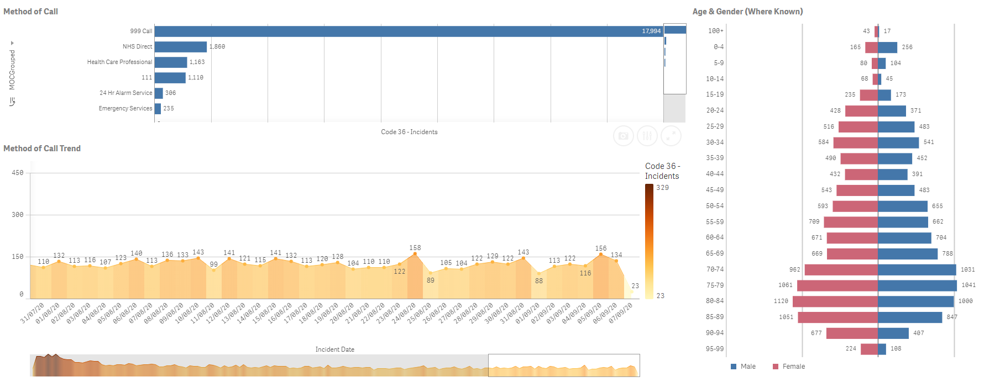 Method of Call
MOCGrouped
999 Call 17,994
NHS Direct 1,860
Health Care Professional 1,163
111 1,110
24 Hr Alarm Service 306
Emergency Services 235
Code 36 - Incidents
Method of Call Trend
450
300
150
0
110 132 113 116 107 123 140 113 136 133 143 99 141 121 115 141 132 113 120 128 104 110 110 122 158 89 105 104 122 129 122 143 88 113 122 116 156 134 23
31/07/20 01/08/20 02/08/20 03/08/20 04/08/20 05/08/20 06/08/20 07/08/20 08/08/20 09/08/20 10/08/20 11/08/20 12/08/20 13/08/20 14/08/20 15/08/20 16/08/20 17/08/20 18/08/20 19/08/20 20/08/20 21/08/20 22/08/20 23/08/20 24/08/20 25/08/20 26/08/20 27/08/20 28/08/20 29/08/20 30/08/20 31/08/20 01/09/20 02/09/20 03/09/20 04/09/20 05/09/20 06/09/20 07/09/20
Incident Date
Code 36 -
Incidents
329
23
Age & Gender (Where Known)
100+ 43 17
0-4 165 256
5-9 80 104
10-14 68 45
15-19 235 173
20-24 428 371
25-29 516 483
30-34 584 541
35-39 490 452
40-44 432 391
45-49 543 483
50-54 593 655
55-59 709 662
60-64 671 704
65-69 669 788
70-74 962 1031
75-79 1061 1041
80-84 1120 1000
85-89 1051 847
90-94 677 407
95-99 224 108
Male Female